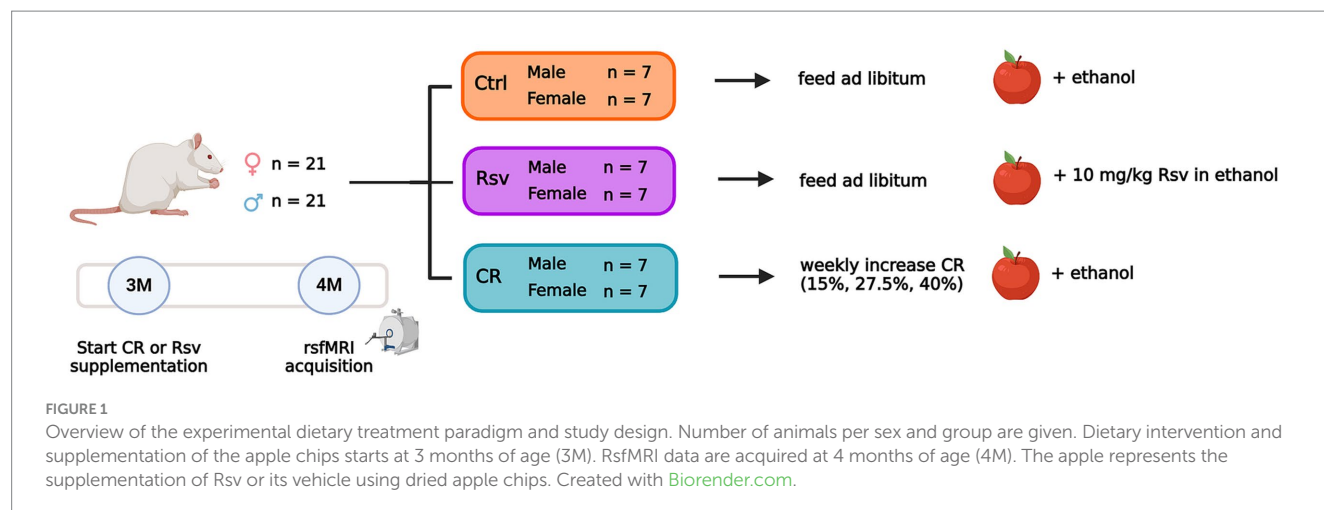 Ctrl
Male n = 7
Female n = 7
feed ad libitum
+ ethanol
♀ n = 21
♂ n = 21
Rsv
Male n = 7
Female n = 7
feed ad libitum
+ 10 mg/kg Rsv in ethanol
CR
Male n = 7
Female n = 7
weekly increase CR
(15%, 27.5%, 40%)
+ ethanol
3M
4M
Start CR or Rsv
supplementation
rsfMRI
acquisition
FIGURE 1
Overview of the experimental dietary treatment paradigm and study design. Number of animals per sex and group are given. Dietary intervention and
supplementation of the apple chips starts at 3 months of age (3M). RsfMRI data are acquired at 4 months of age (4M). The apple represents the
supplementation of Rsv or its vehicle using dried apple chips. Created with Biorender.com.